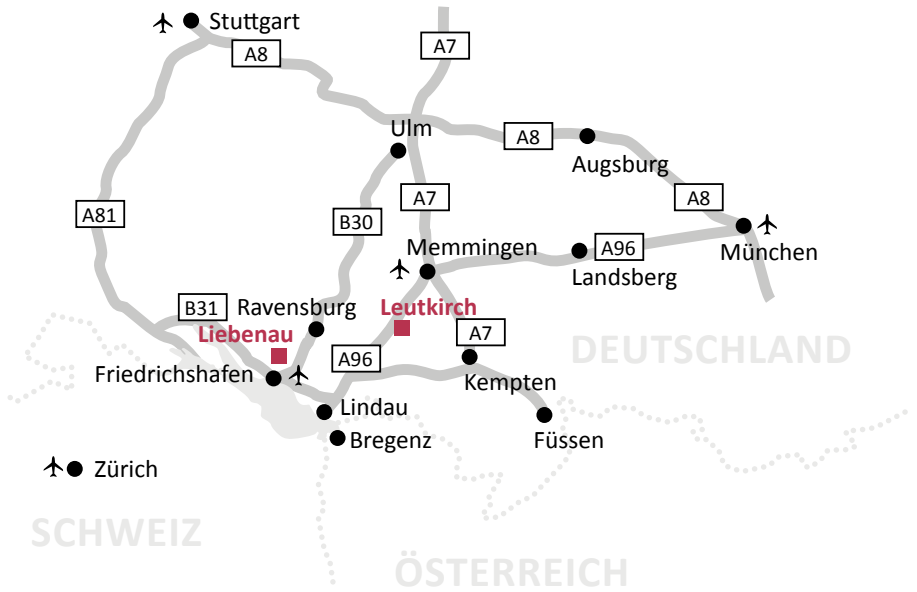 Stuttgart
A8
A7
Ulm
A8
Augsburg
A7
A8
A81
B30
Memmingen
A96
München
Landsberg
B31
Ravensburg
Leutkirch
Liebenau
A7
DEUTSCHLAND
A96
Friedrichshafen
Kempten
Lindau
Bregenz
Füssen
Zürich
SCHWEIZ
ÖSTERREICH